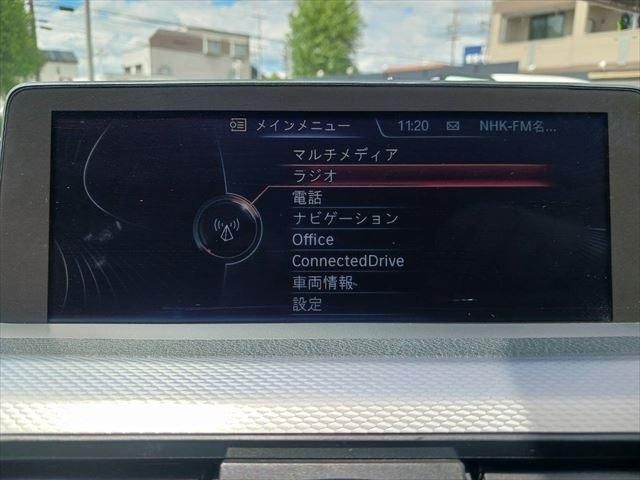 メインメニュー 11:20 NHK-FM名...
マルチメディア
ラジオ
電話
ナビゲーション
Office
ConnectedDrive
車両情報
設定